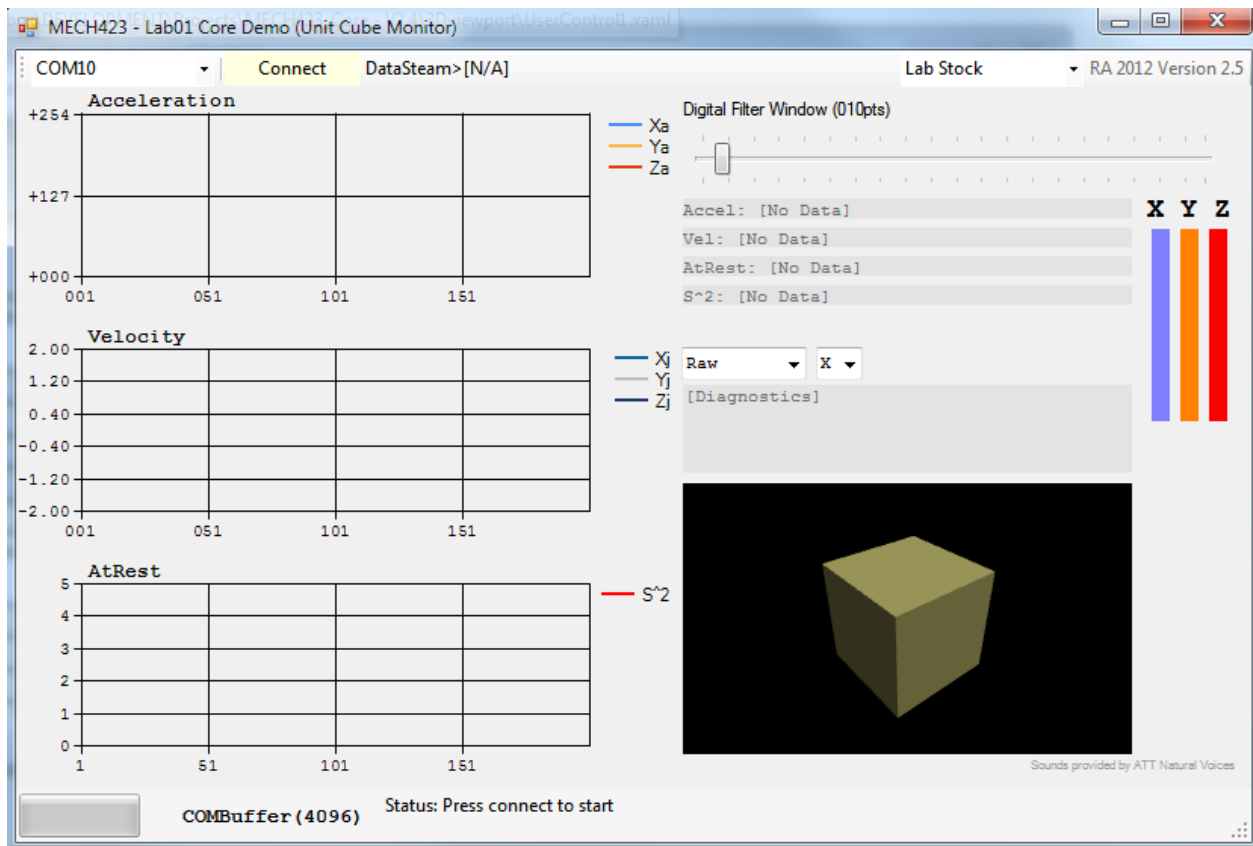 MECH423 - Lab01 Core Demo (Unit Cube Monitor)
COM10 Connect DataSteam>[N/A] Lab Stock RA 2012 Version 2.5
Acceleration
+254
+127
+000
001 051 101 151
Xa
Ya
Za
Velocity
2.00
1.20
0.40
-0.40
-1.20
-2.00
001 051 101 151
Xj
Yj
Zj
AtRest
5
4
3
2
1
0
1 51 101 151
S^2
Digital Filter Window (010pts)
Accel: [No Data]
Vel: [No Data]
AtRest: [No Data]
S^2: [No Data]
X Y Z
Raw X
[Diagnostics]
Sounds provided by ATT Natural Voices
COMBuffer(4096) Status: Press connect to start